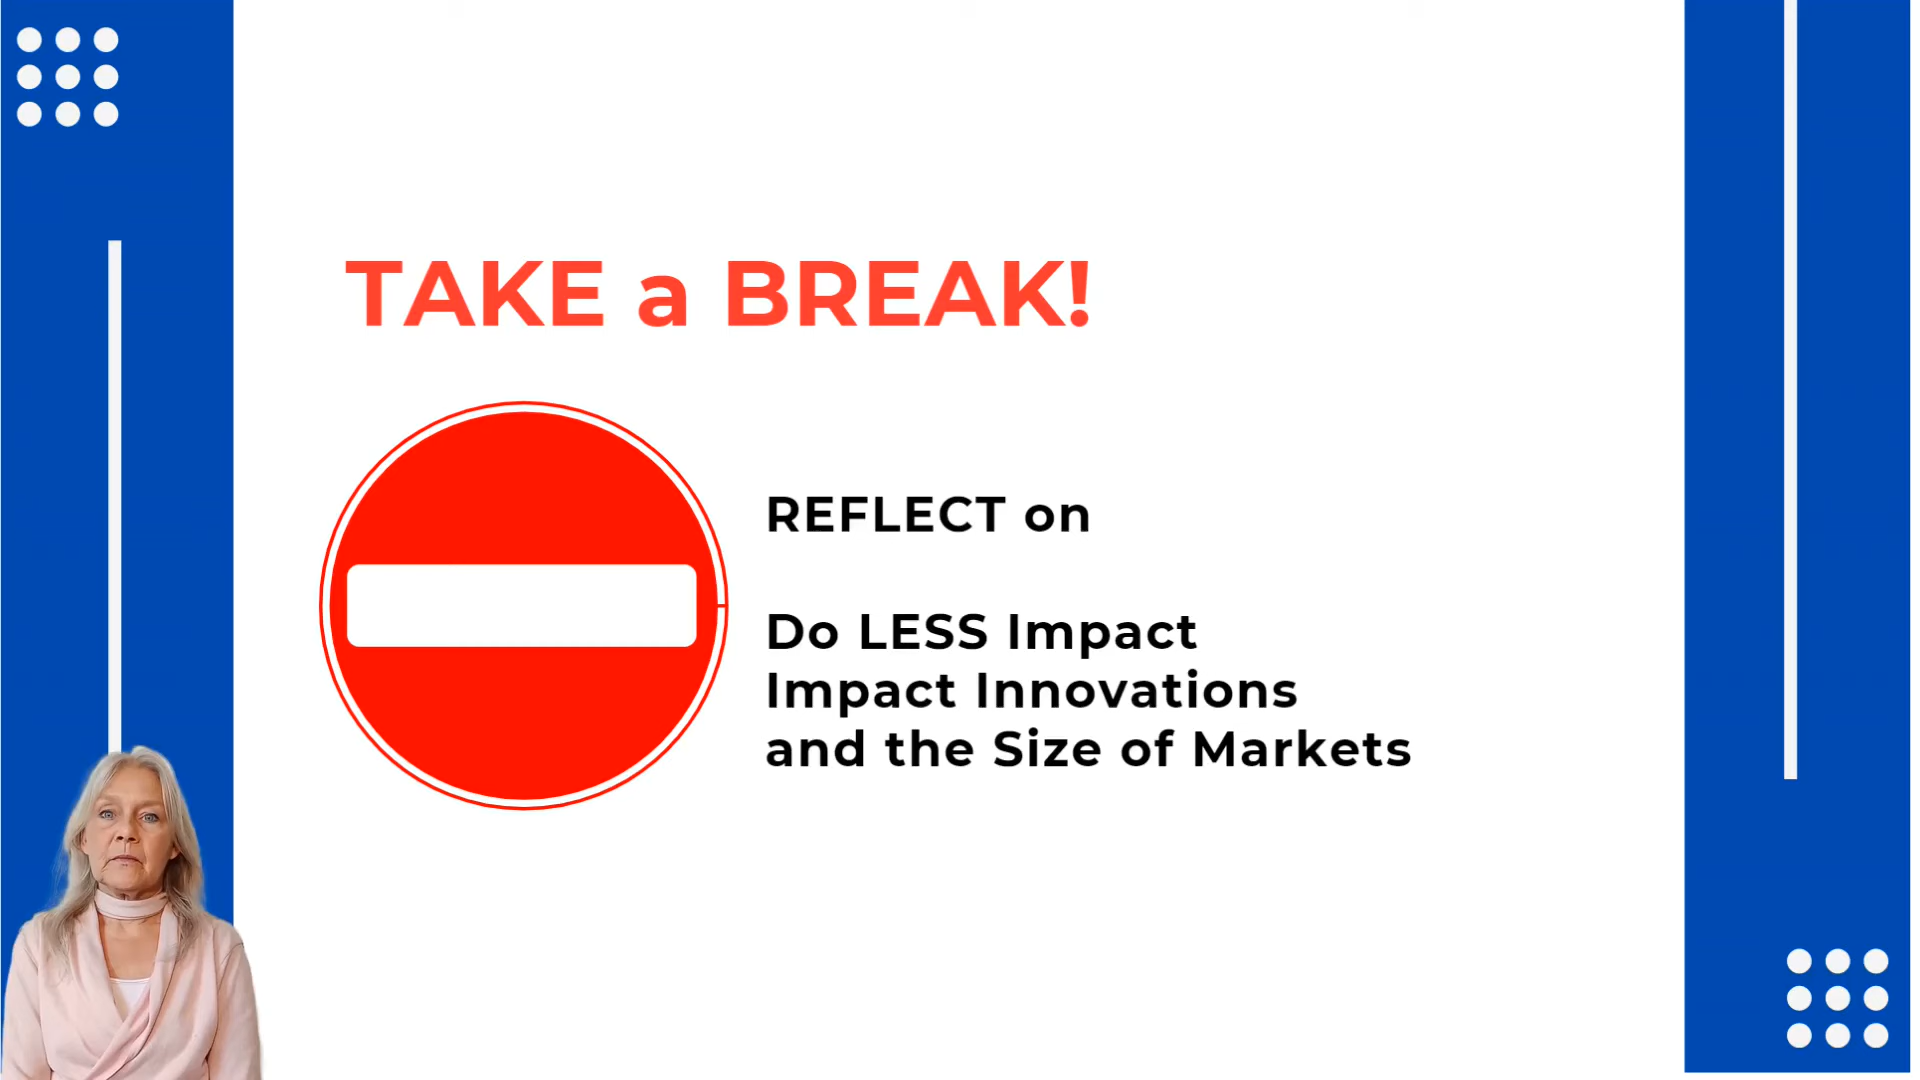 TAKE a BREAK!
REFLECT on
Do LESS Impact
Impact Innovations
and the Size of Markets